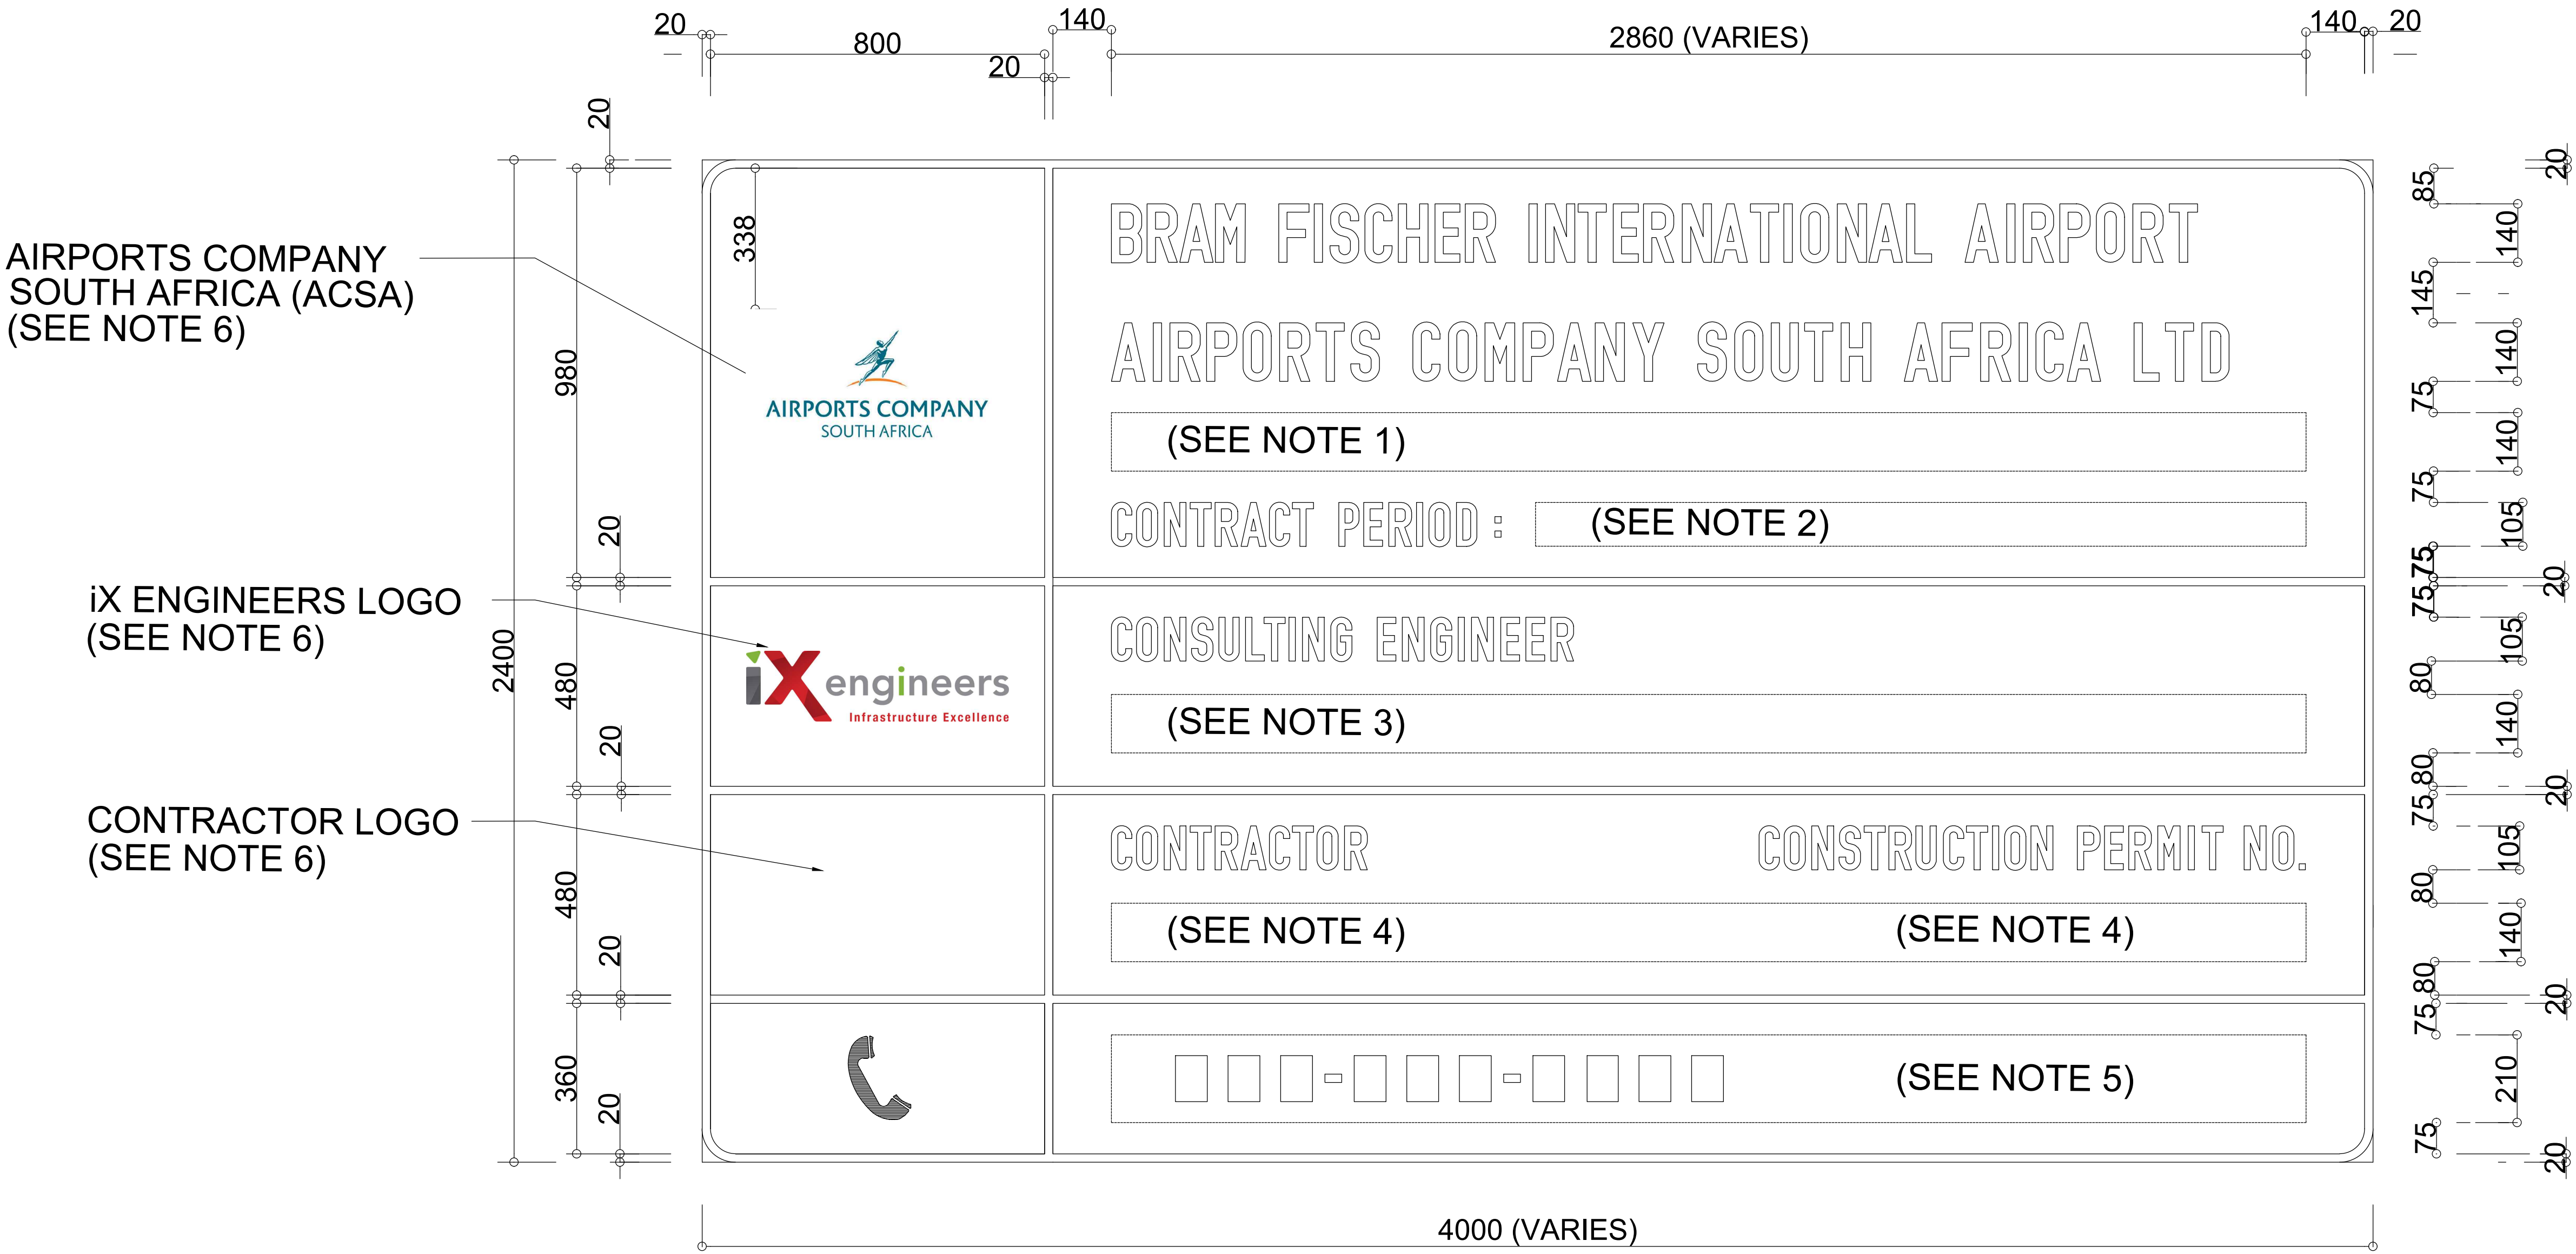 20
800
20
140
2860 (VARIES)
140
20
20
980
20
2400
480
20
480
20
360
20
338
AIRPORTS COMPANY
SOUTH AFRICA (ACSA)
(SEE NOTE 6)
iX ENGINEERS LOGO
(SEE NOTE 6)
CONTRACTOR LOGO
(SEE NOTE 6)
AIRPORTS COMPANY
SOUTH AFRICA
iX engineers
Infrastructure Excellence
BRAM FISCHER INTERNATIONAL AIRPORT
AIRPORTS COMPANY SOUTH AFRICA LTD
(SEE NOTE 1)
CONTRACT PERIOD : (SEE NOTE 2)
CONSULTING ENGINEER
(SEE NOTE 3)
CONTRACTOR CONSTRUCTION PERMIT NO.
(SEE NOTE 4) (SEE NOTE 4)
(SEE NOTE 5)
20
85
140
145
140
75
140
75
105
75
20
75
105
80
140
80
20
75
105
80
140
80
20
75
210
75
20
4000 (VARIES)